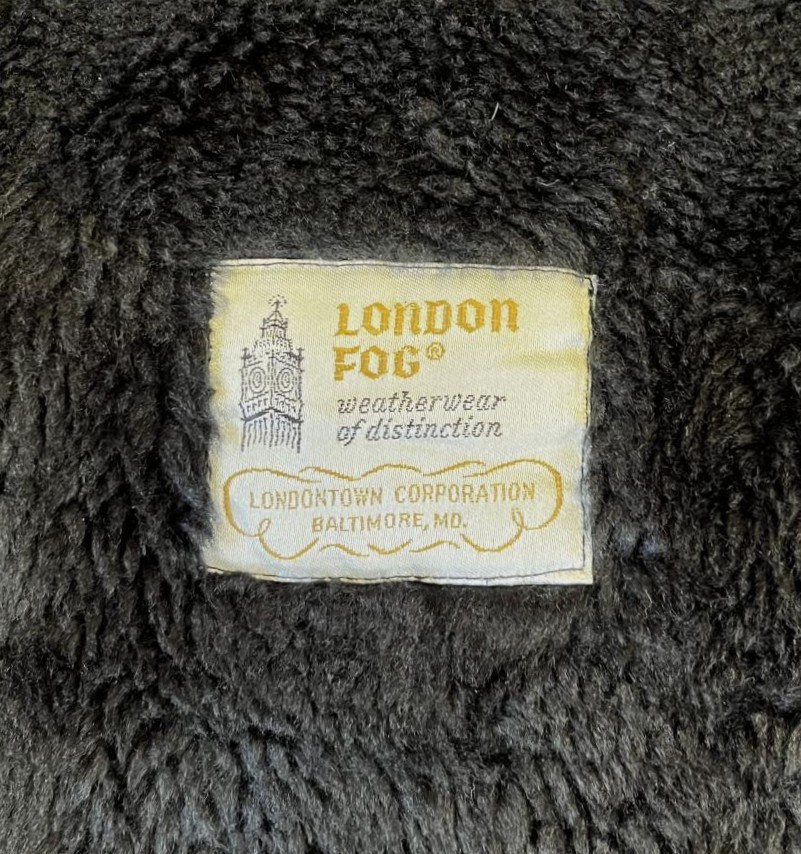 LONDON
FOG®
weatherwear
of distinction
LONDONTOWN CORPORATION
BALTIMORE, MD.